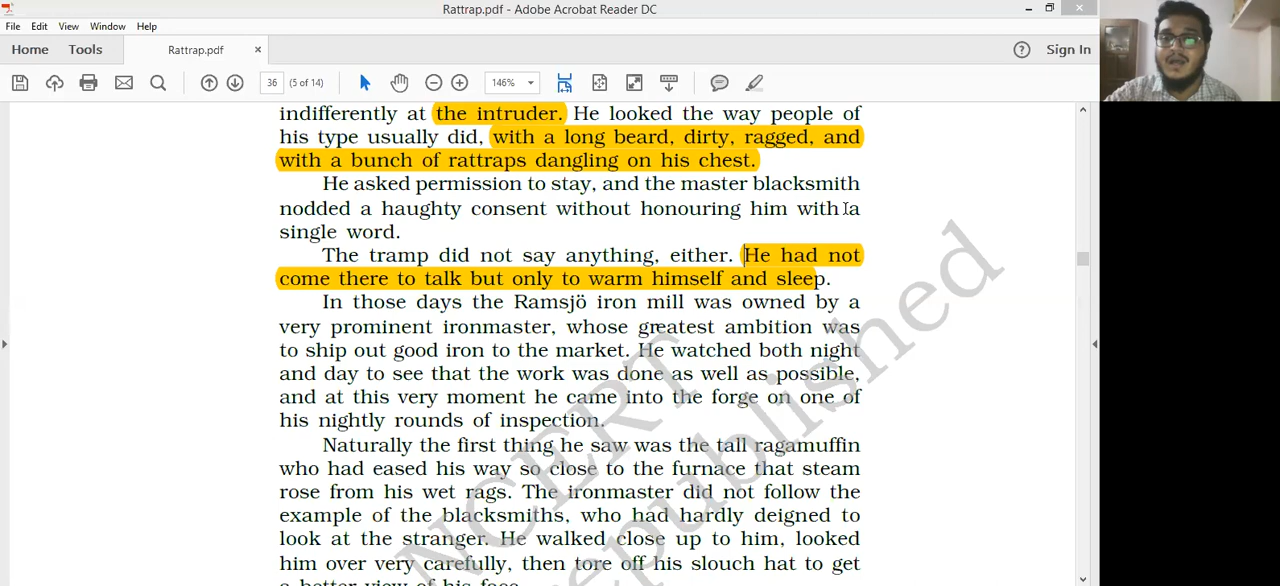 Rattrap.pdf - Adobe Acrobat Reader DC
File Edit View Window Help
Home Tools Rattrap.pdf × Sign In
36 (5 of 14) 146%
indifferently at the intruder. He looked the way people of
his type usually did, with a long beard, dirty, ragged, and
with a bunch of rattraps dangling on his chest.
He asked permission to stay, and the master blacksmith
nodded a haughty consent without honouring him with a
single word.
The tramp did not say anything, either. He had not
come there to talk but only to warm himself and sleep.
In those days the Ramsjö iron mill was owned by a
very prominent ironmaster, whose greatest ambition was
to ship out good iron to the market. He watched both night
and day to see that the work was done as well as possible,
and at this very moment he came into the forge on one of
his nightly rounds of inspection.
Naturally the first thing he saw was the tall ragamuffin
who had eased his way so close to the furnace that steam
rose from his wet rags. The ironmaster did not follow the
example of the blacksmiths, who had hardly deigned to
look at the stranger. He walked close up to him, looked
him over very carefully, then tore off his slouch hat to get
a better view of his face.
NCERT
republished